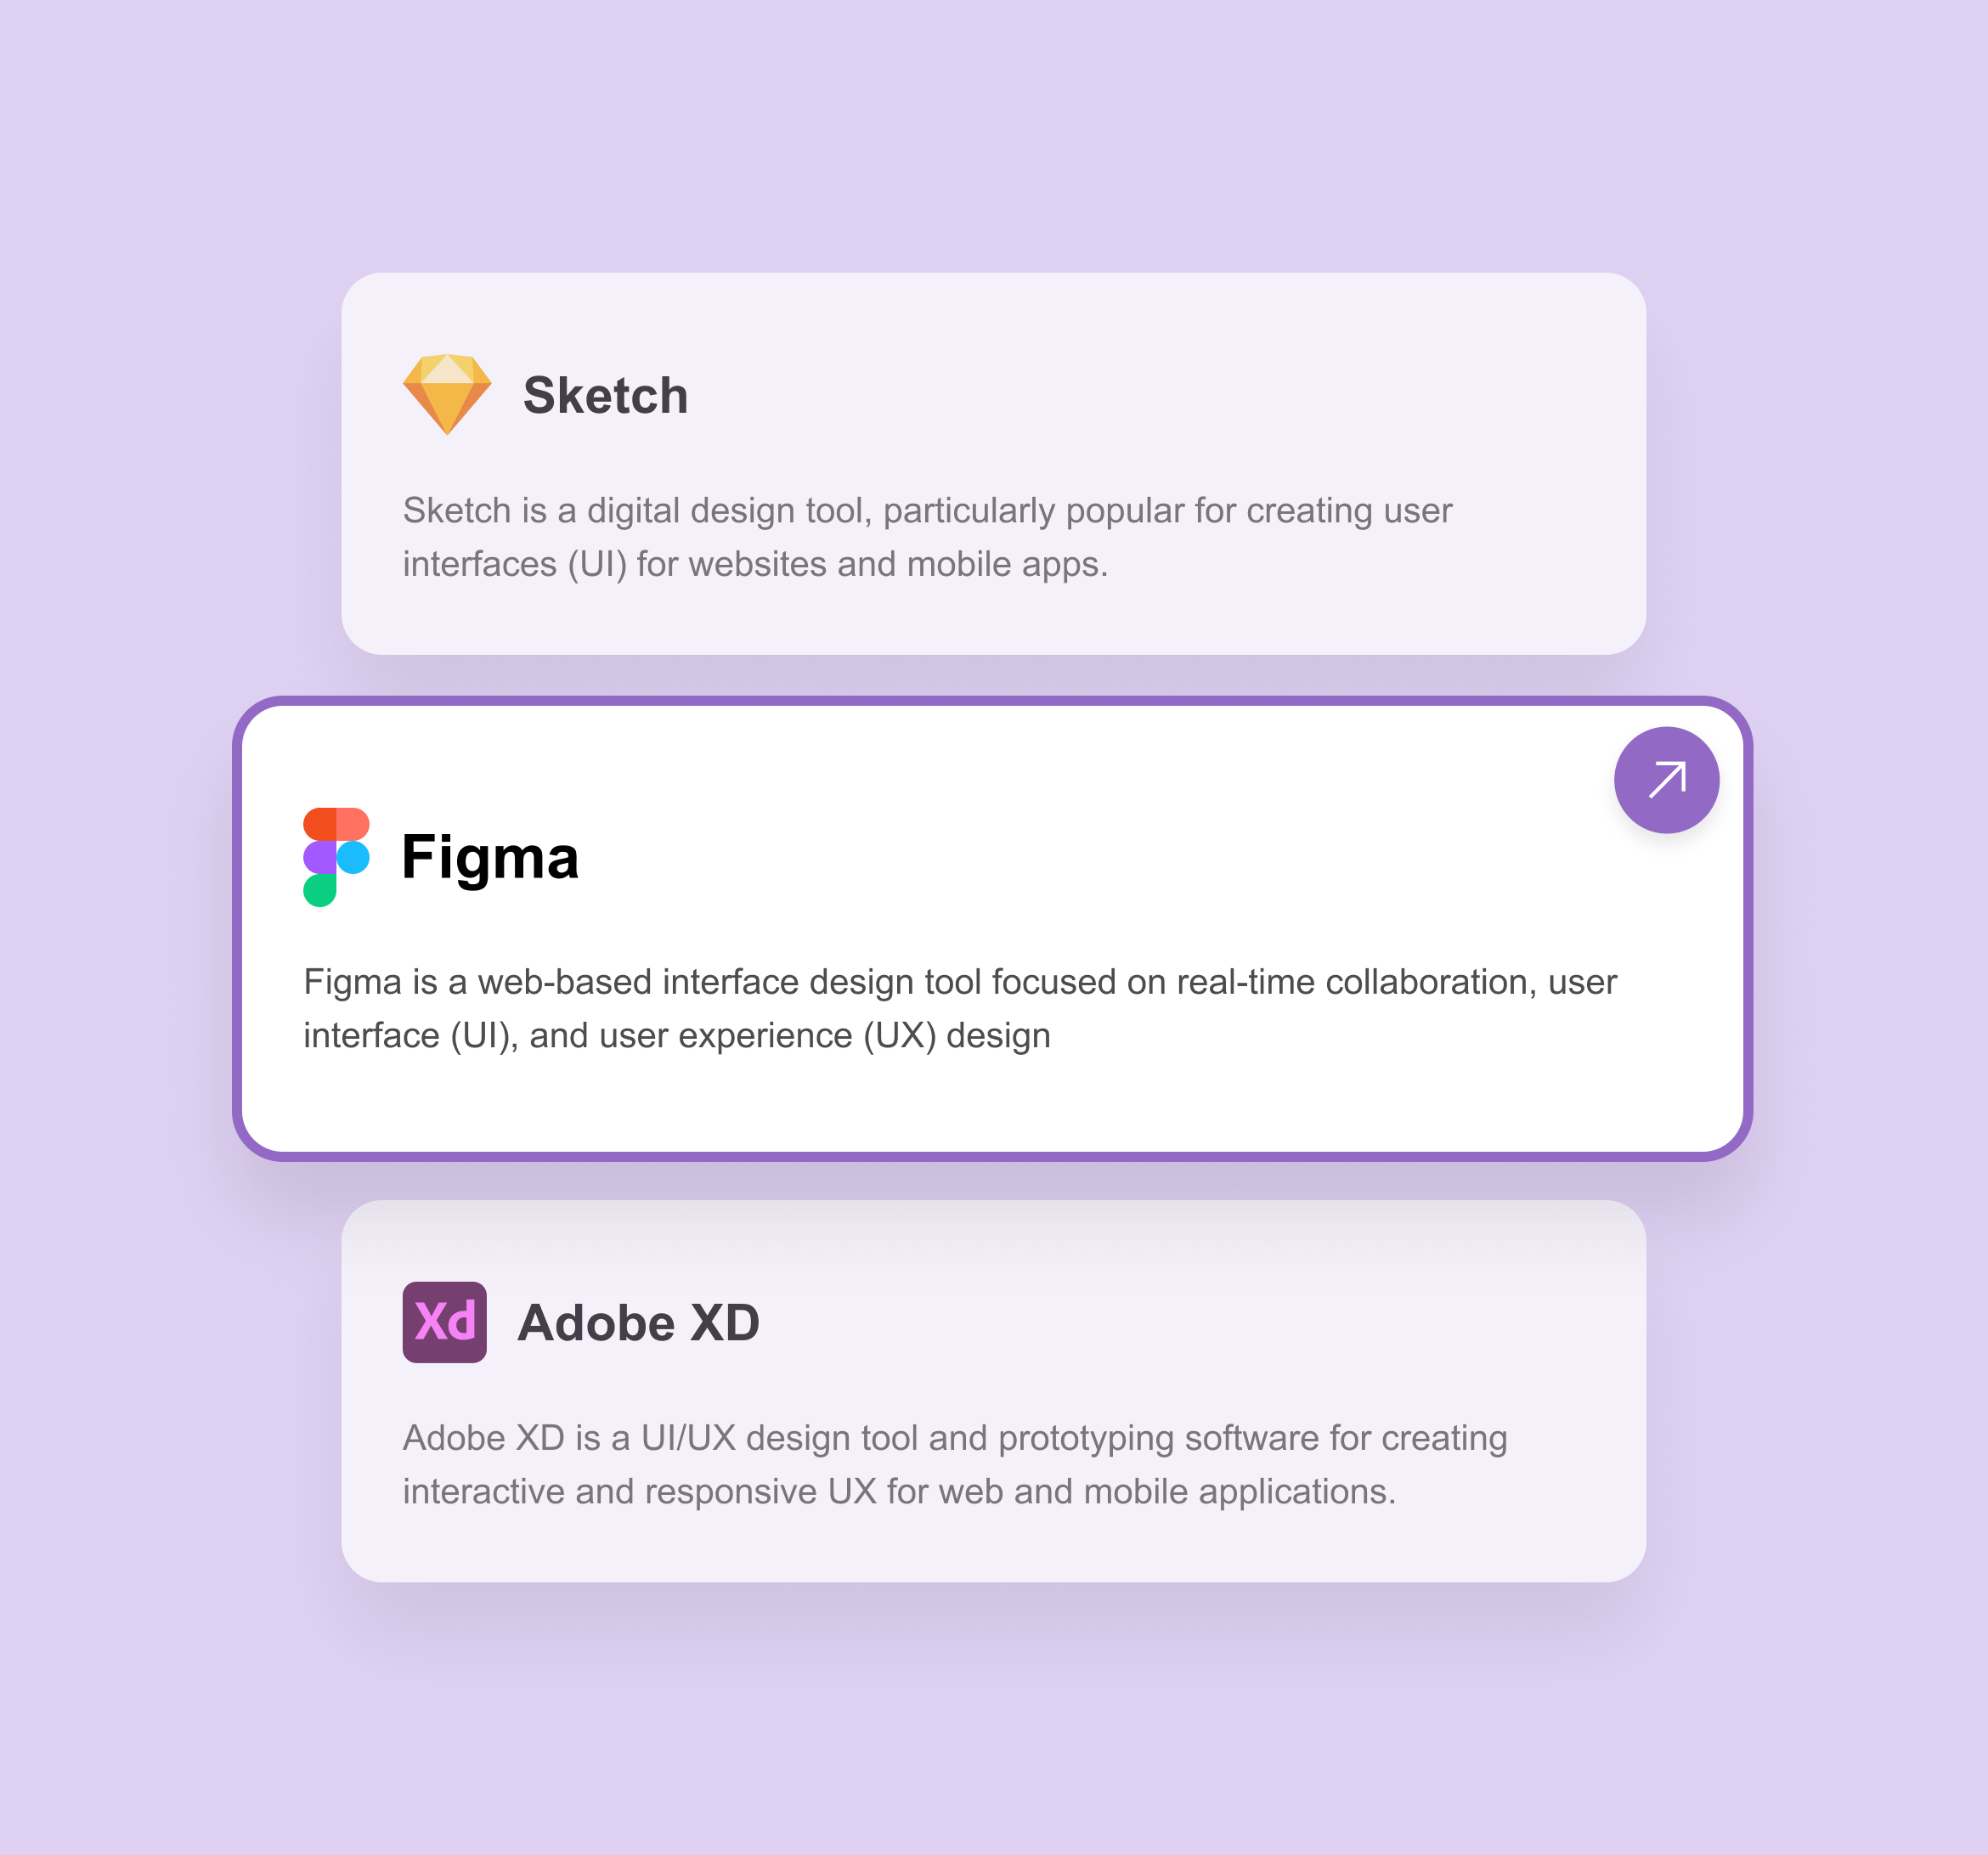 Sketch
Sketch is a digital design tool, particularly popular for creating user
interfaces (UI) for websites and mobile apps.
Figma
Figma is a web-based interface design tool focused on real-time collaboration, user
interface (UI), and user experience (UX) design
Xd Adobe XD
Adobe XD is a UI/UX design tool and prototyping software for creating
interactive and responsive UX for web and mobile applications.